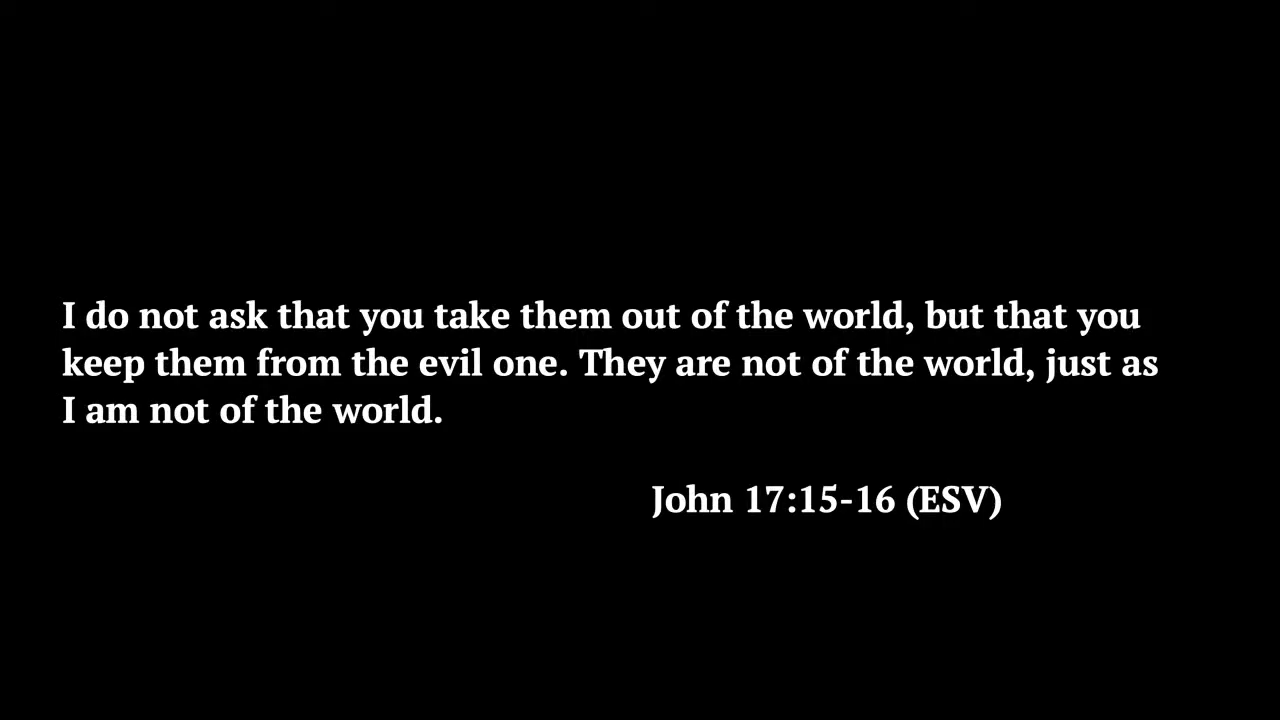 I do not ask that you take them out of the world, but that you
keep them from the evil one. They are not of the world, just as
I am not of the world.
John 17:15-16 (ESV)